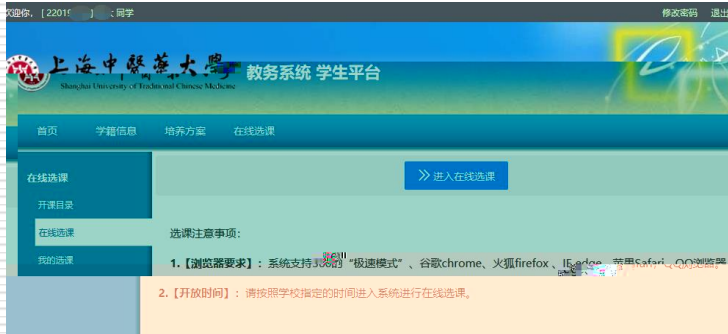 欢迎你, [ 22019 ] 同学
修改密码 退出
上海中醫藥大學 教务系统 学生平台
Shanghai University of Traditional Chinese Medicine
首页 学籍信息 培养方案 在线选课
在线选课
进入在线选课
开课目录
在线选课
选课注意事项:
我的选课
1.【浏览器要求】: 系统支持360的“极速模式”、谷歌chrome、火狐firefox 、IE edge、苹果Safari、QQ浏览器
2.【开放时间】: 请按照学校指定的时间进入系统进行在线选课。